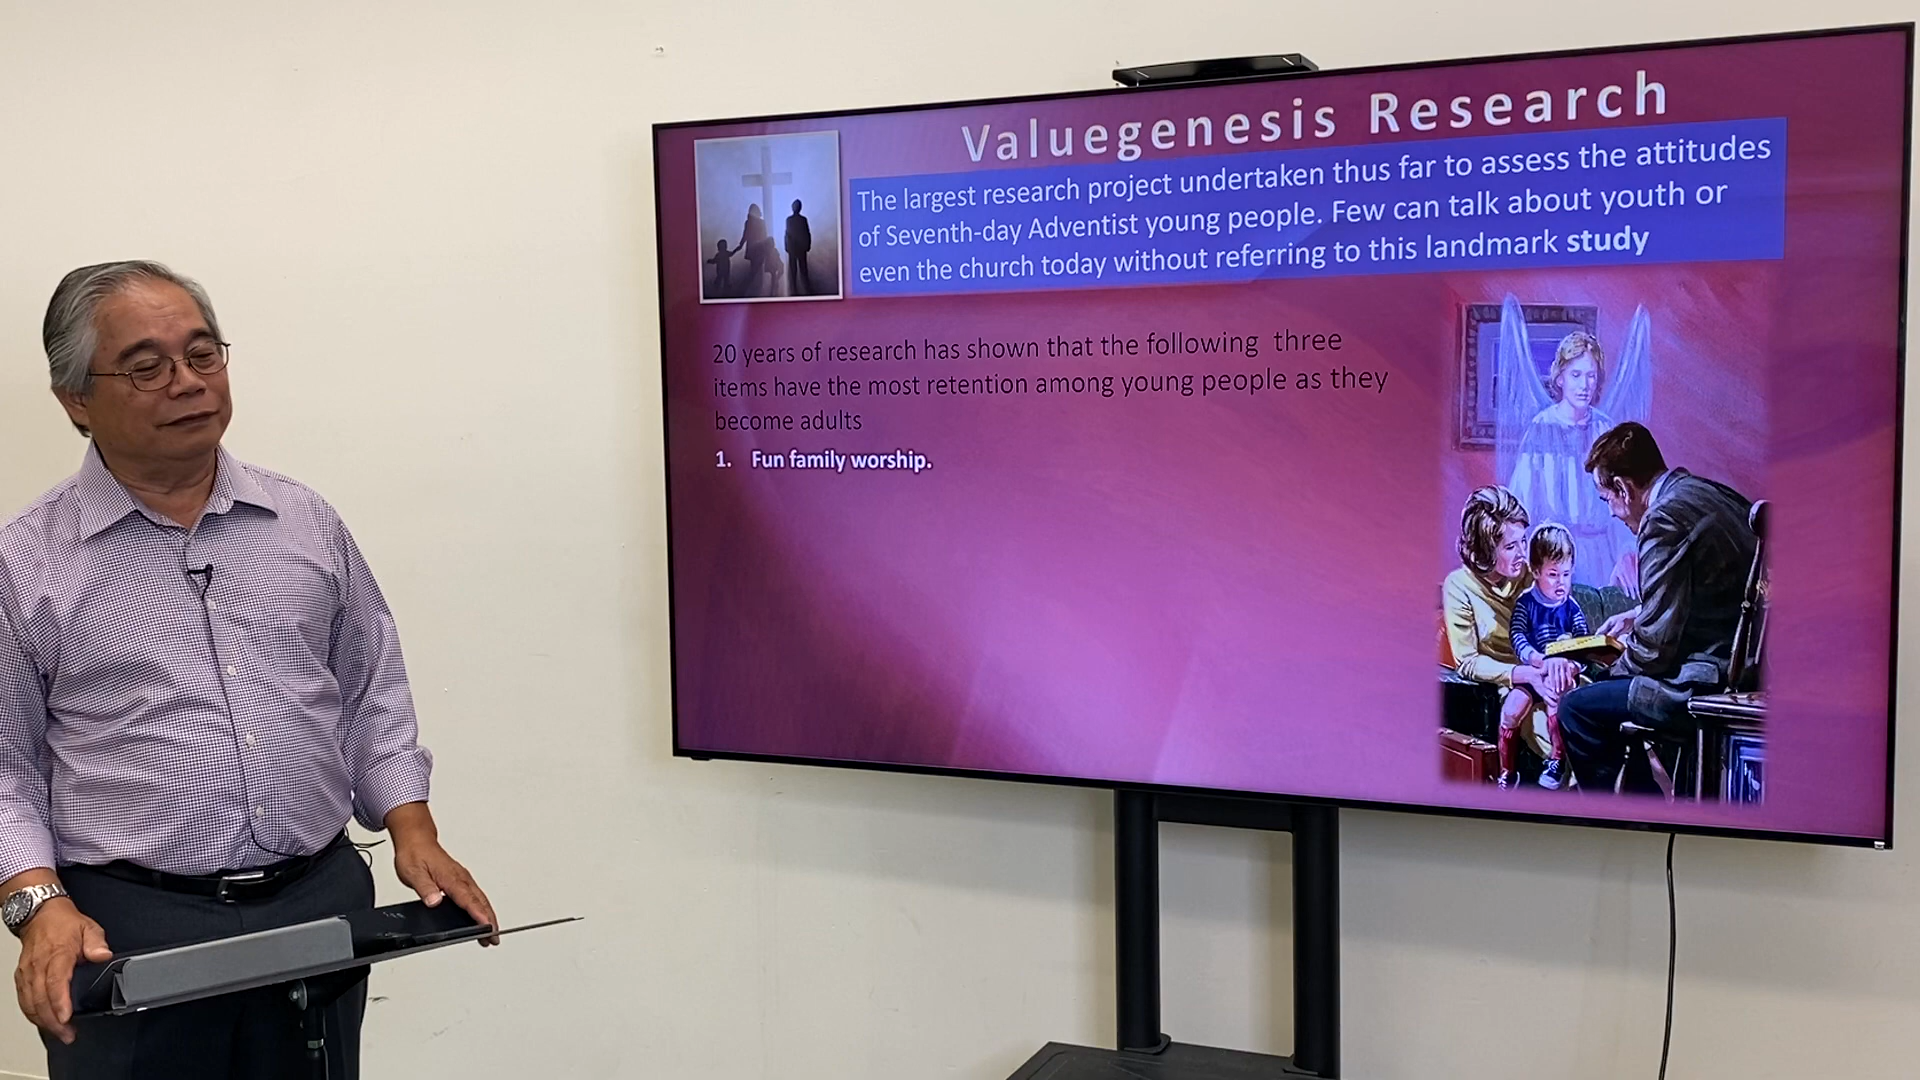 Valuegenesis Research
The largest research project undertaken thus far to assess the attitudes
of Seventh-day Adventist young people. Few can talk about youth or
even the church today without referring to this landmark study
20 years of research has shown that the following three
items have the most retention among young people as they
become adults
1. Fun family worship.